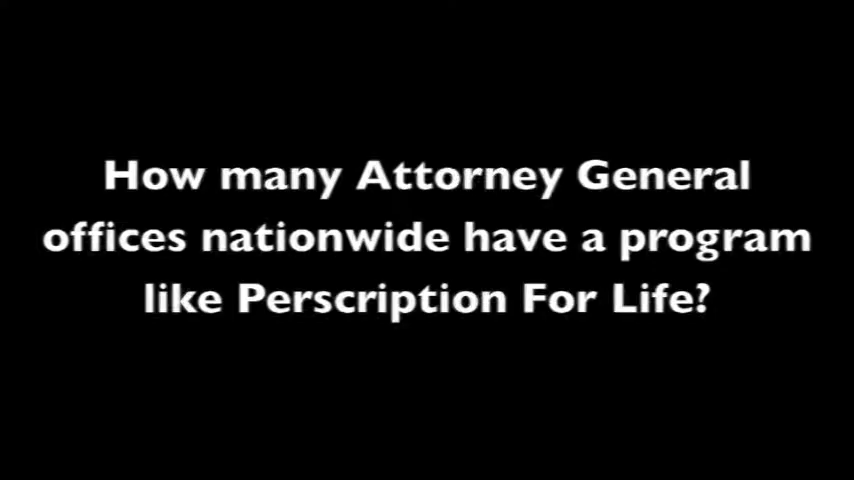 How many Attorney General
offices nationwide have a program
like Perscription For Life?